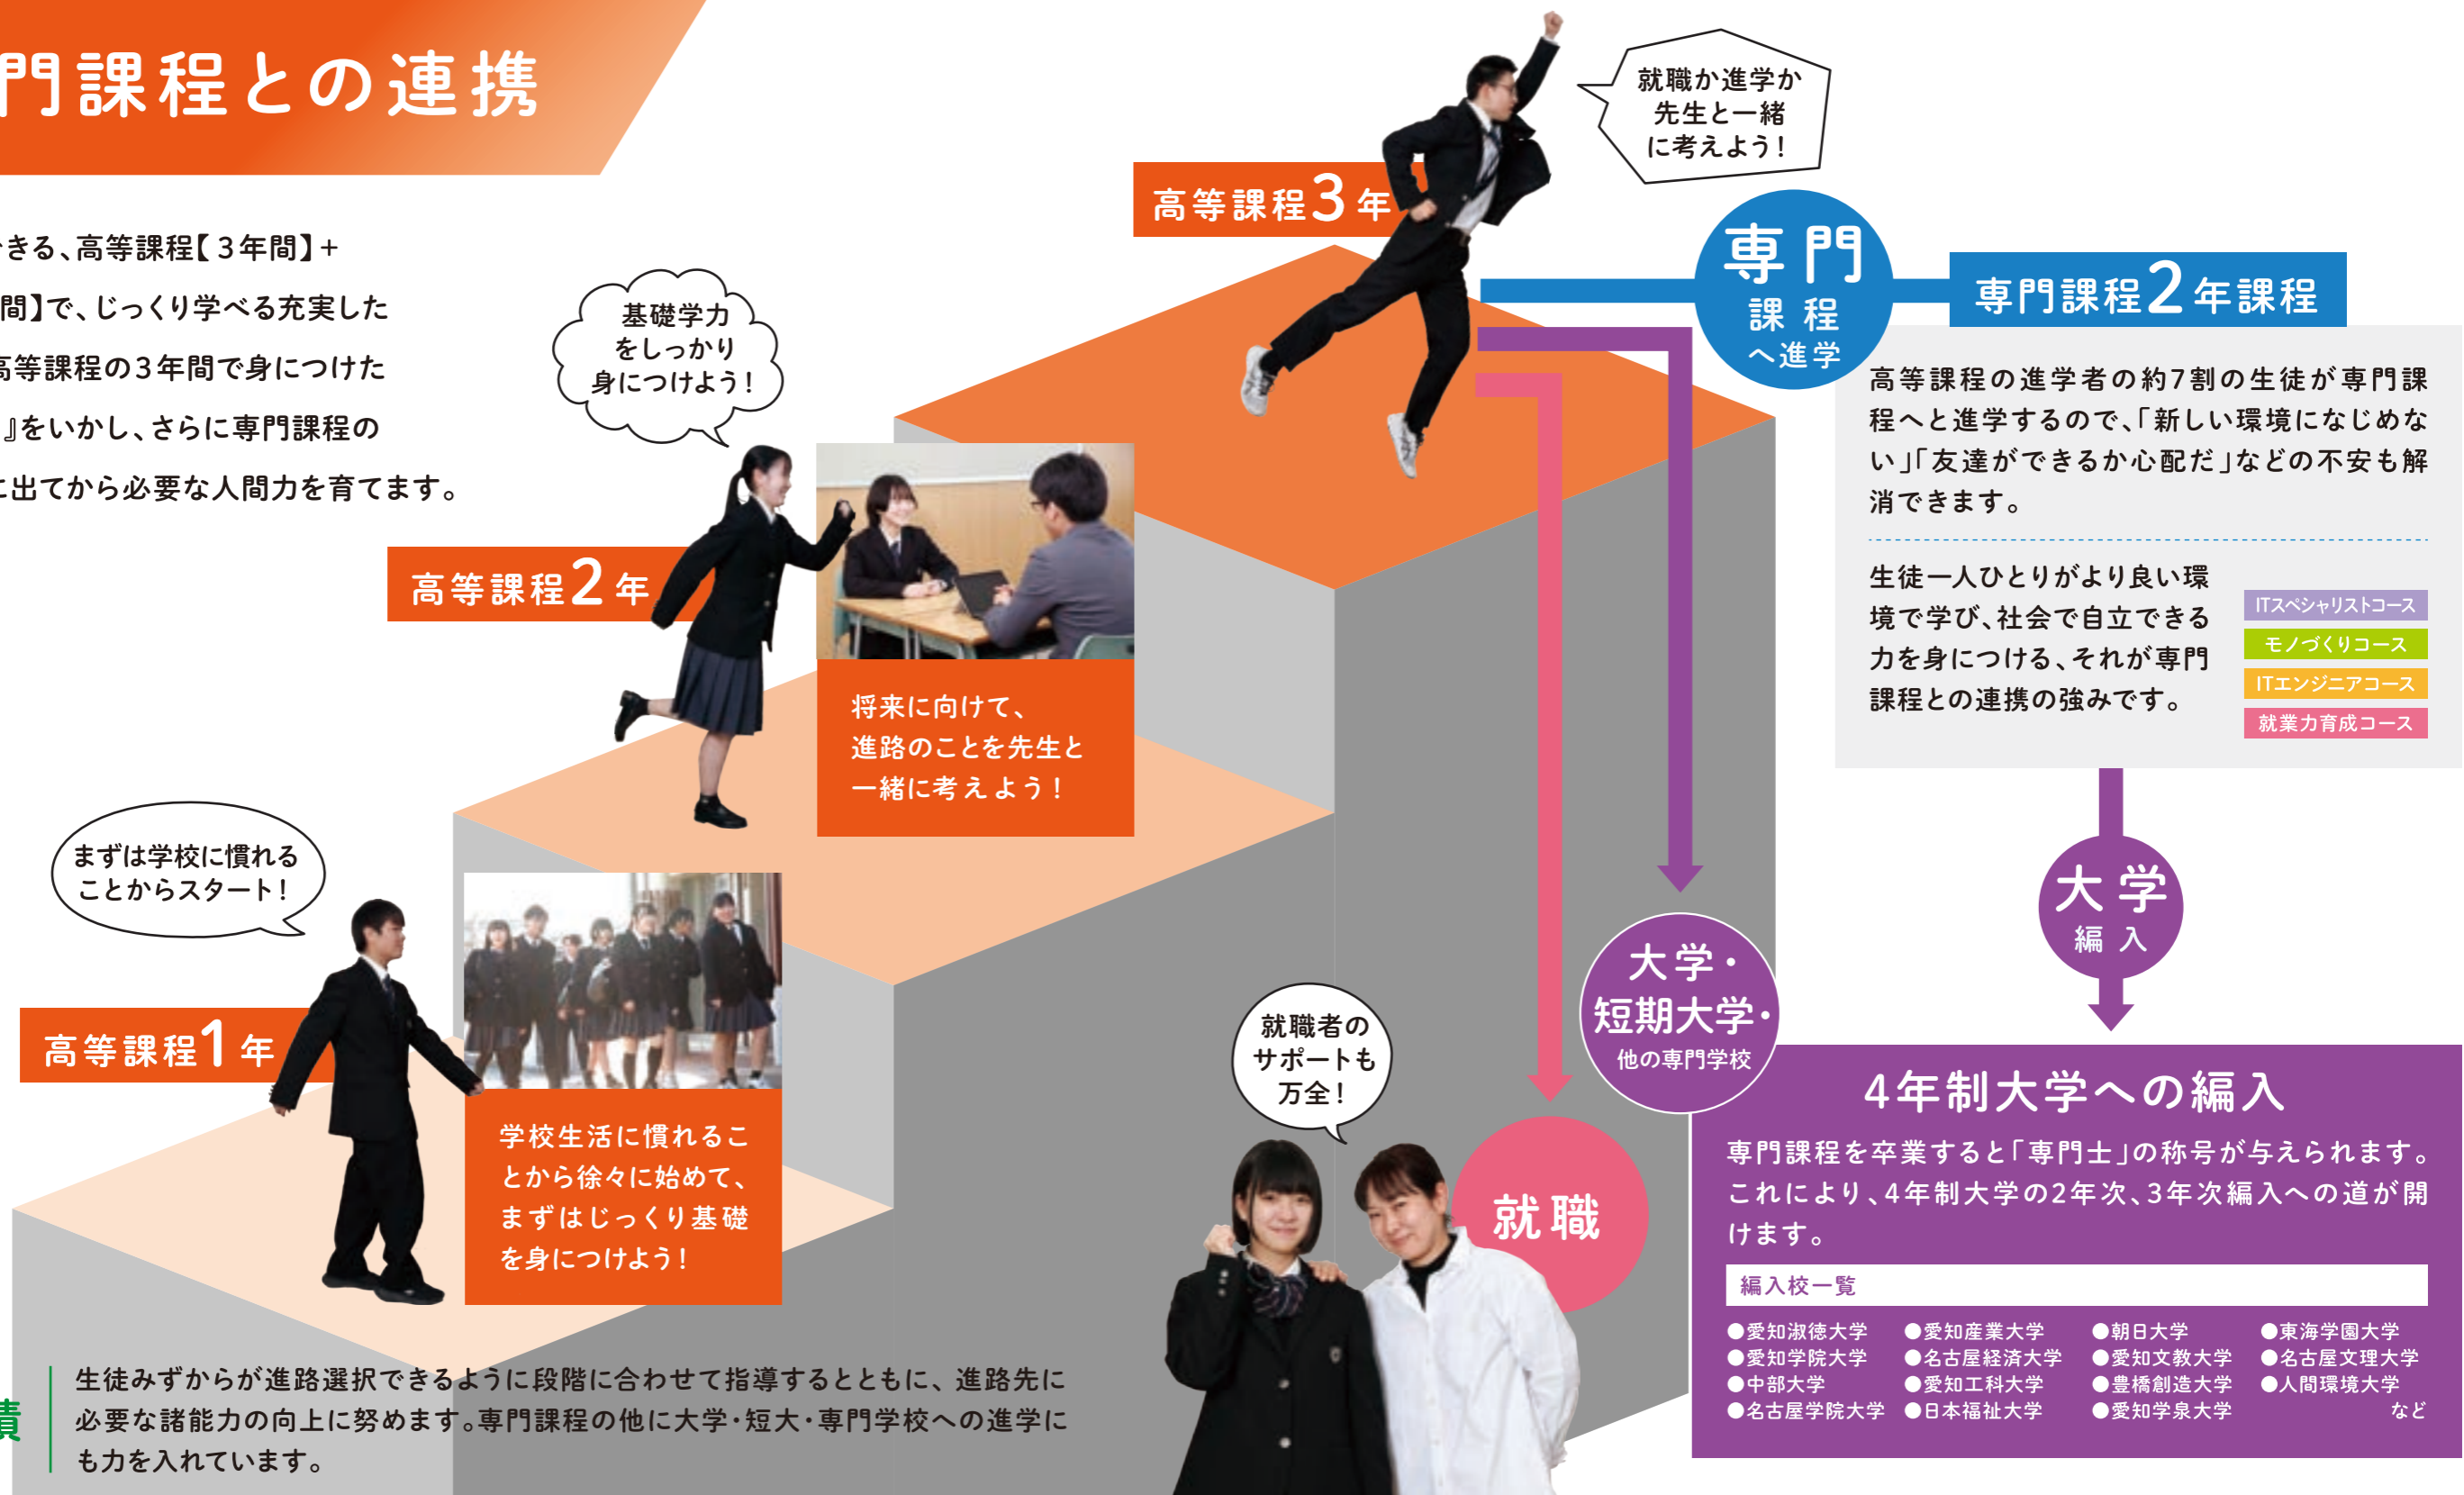 門課程との連携
きる、高等課程【3年間】+
間】で、じっくり学べる充実した
高等課程の3年間で身につけた
』をいかし、さらに専門課程の
に出てから必要な人間力を育てます。
まずは学校に慣れる
ことからスタート!
高等課程1年
学校生活に慣れるこ
とから徐々に始めて、
まずはじっくり基礎
を身につけよう!
基礎学力
をしっかり
身につけよう!
高等課程2年
将来に向けて、
進路のことを先生と
一緒に考えよう!
就職か進学か
先生と一緒
に考えよう!
高等課程3年
専門
課程
へ進学
専門課程2年課程
高等課程の進学者の約7割の生徒が専門課
程へと進学するので、「新しい環境になじめな
い」「友達ができるか心配だ」などの不安も解
消できます。
生徒一人ひとりがより良い環
境で学び、社会で自立できる
力を身につける、それが専門
課程との連携の強みです。
ITスペシャリストコース
モノづくりコース
ITエンジニアコース
就業力育成コース
大学
編入
大学・
短期大学・
他の専門学校
就職者の
サポートも
万全!
就職
4年制大学への編入
専門課程を卒業すると「専門士」の称号が与えられます。
これにより、4年制大学の2年次、3年次編入への道が開
けます。
編入校一覧
●愛知淑徳大学 ●愛知産業大学 ●朝日大学 ●東海学園大学
●愛知学院大学 ●名古屋経済大学 ●愛知文教大学 ●名古屋文理大学
●中部大学 ●愛知工科大学 ●豊橋創造大学 ●人間環境大学
●名古屋学院大学 ●日本福祉大学 ●愛知学泉大学 など
績
生徒みずからが進路選択できるように段階に合わせて指導するとともに、進路先に
必要な諸能力の向上に努めます。専門課程の他に大学・短大・専門学校への進学に
も力を入れています。